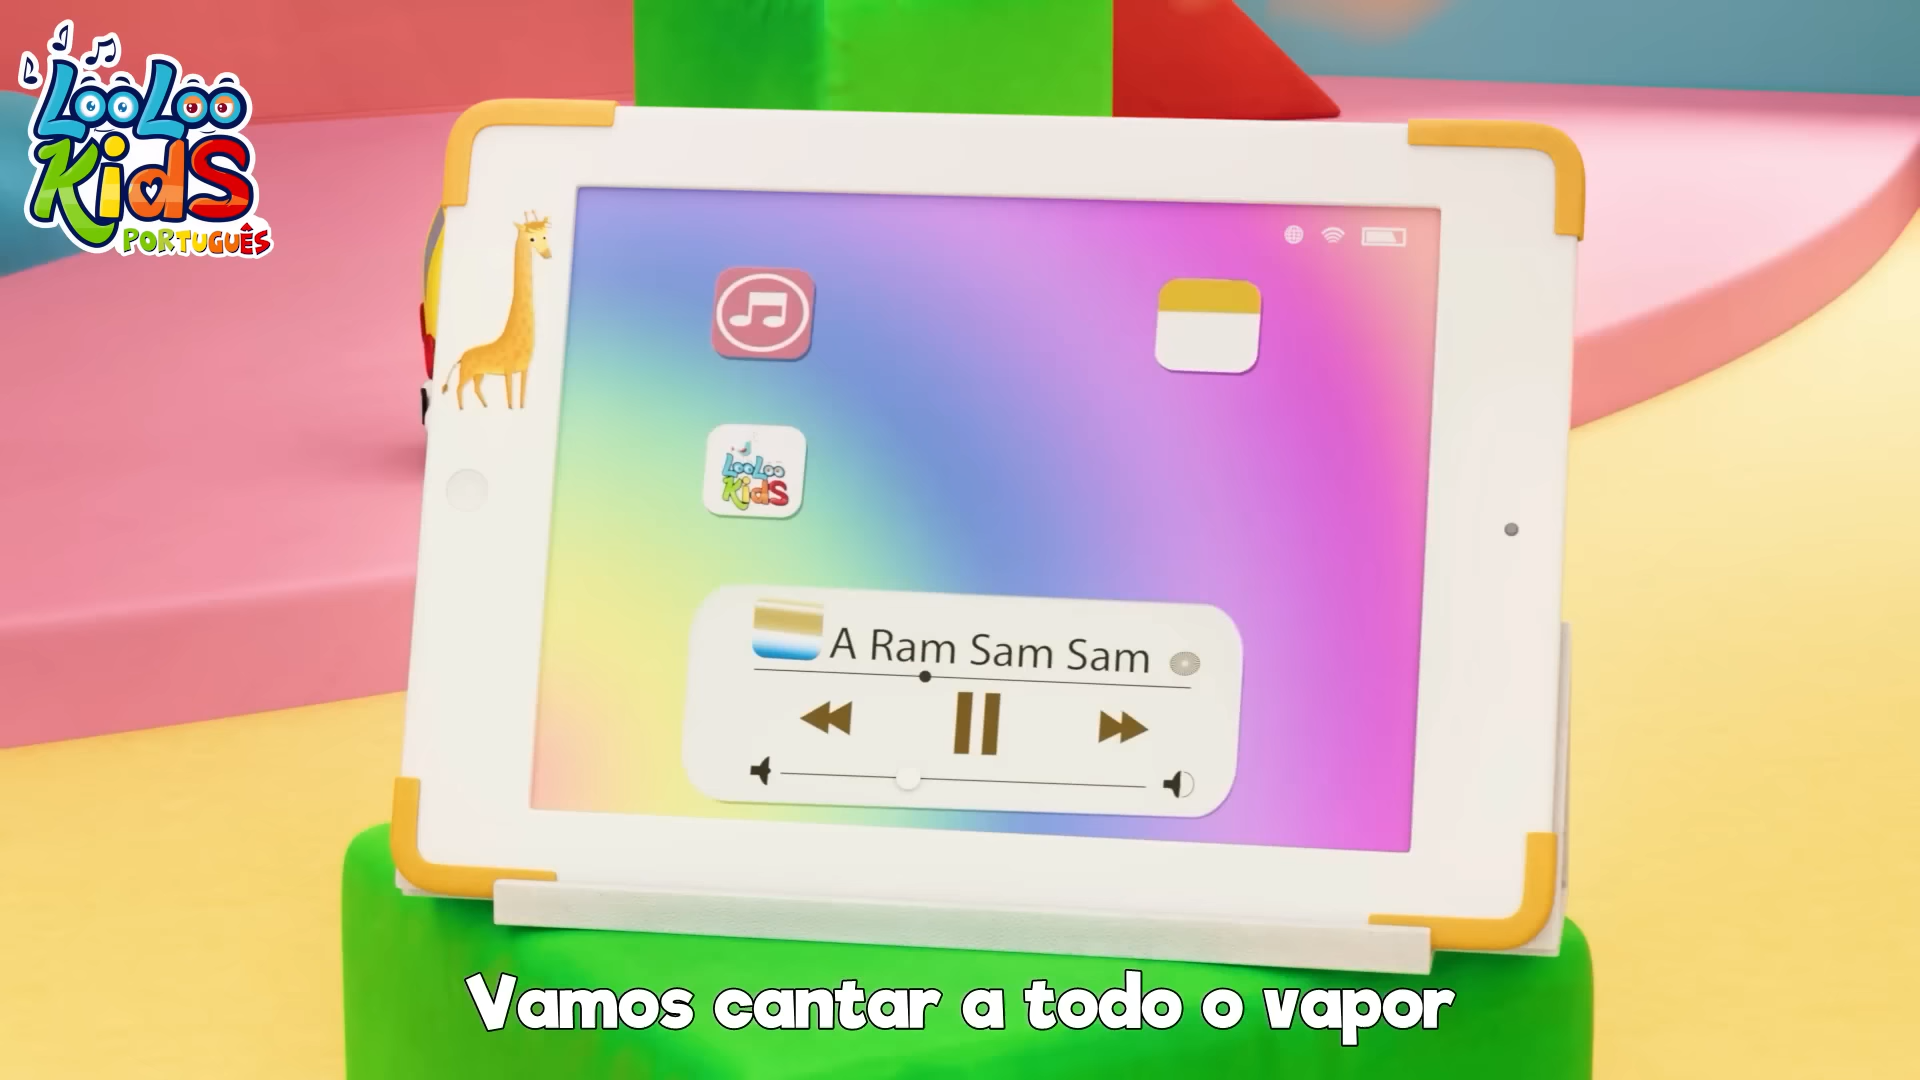 LooLoo
Kids
PORTUGUÊS
LooLoo
Kids
A Ram Sam Sam
Vamos cantar a todo o vapor